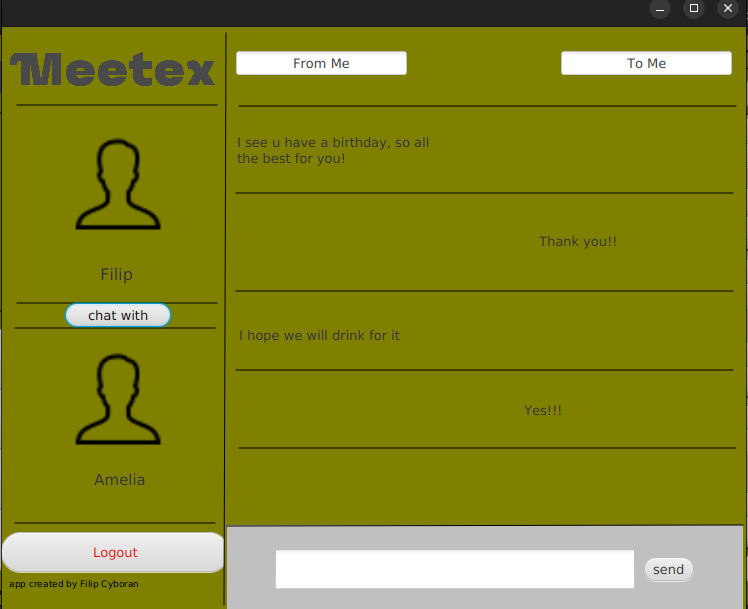 Meetex
Filip
chat with
Amelia
Logout
app created by Filip Cyboran
From Me
To Me
I see u have a birthday, so all
the best for you!
Thank you!!
I hope we will drink for it
Yes!!!
send